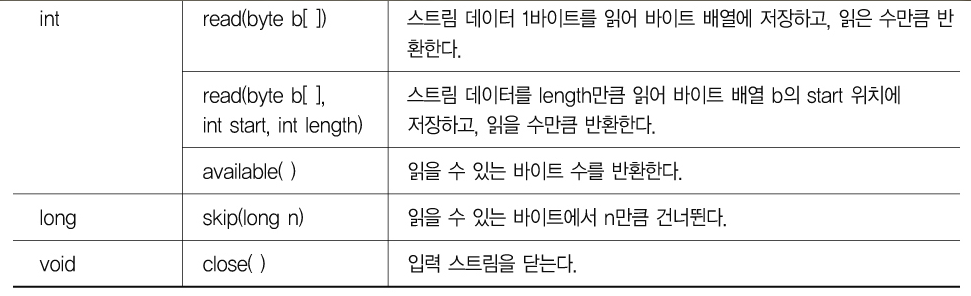 int read(byte b[ ]) 스트림 데이터 1바이트를 읽어 바이트 배열에 저장하고, 읽은 수만큼 반
환한다.
read(byte b[ ], 스트림 데이터를 length만큼 읽어 바이트 배열 b의 start 위치에
int start, int length) 저장하고, 읽을 수만큼 반환한다.
available( ) 읽을 수 있는 바이트 수를 반환한다.
long skip(long n) 읽을 수 있는 바이트에서 n만큼 건너뛴다.
void close( ) 입력 스트림을 닫는다.